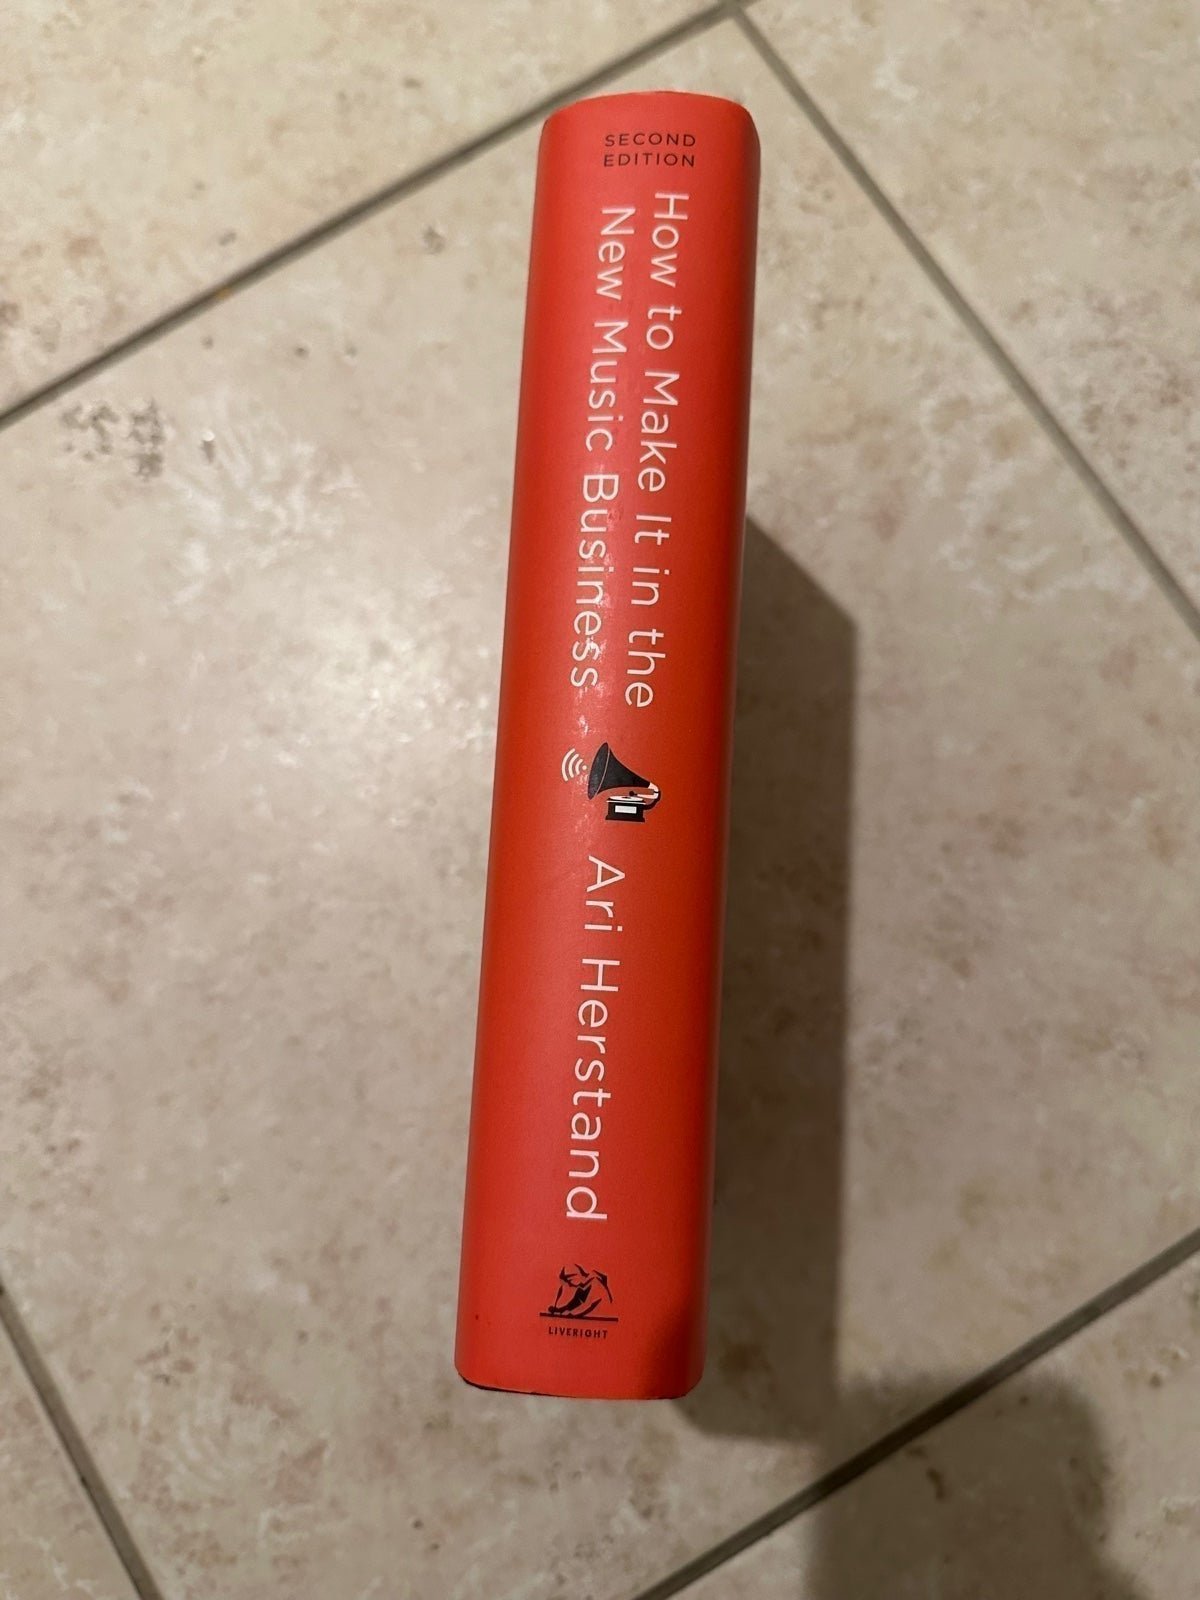 SECOND
EDITION
How to Make It in the
New Music Business
Ari Herstand
LIVERIGHT